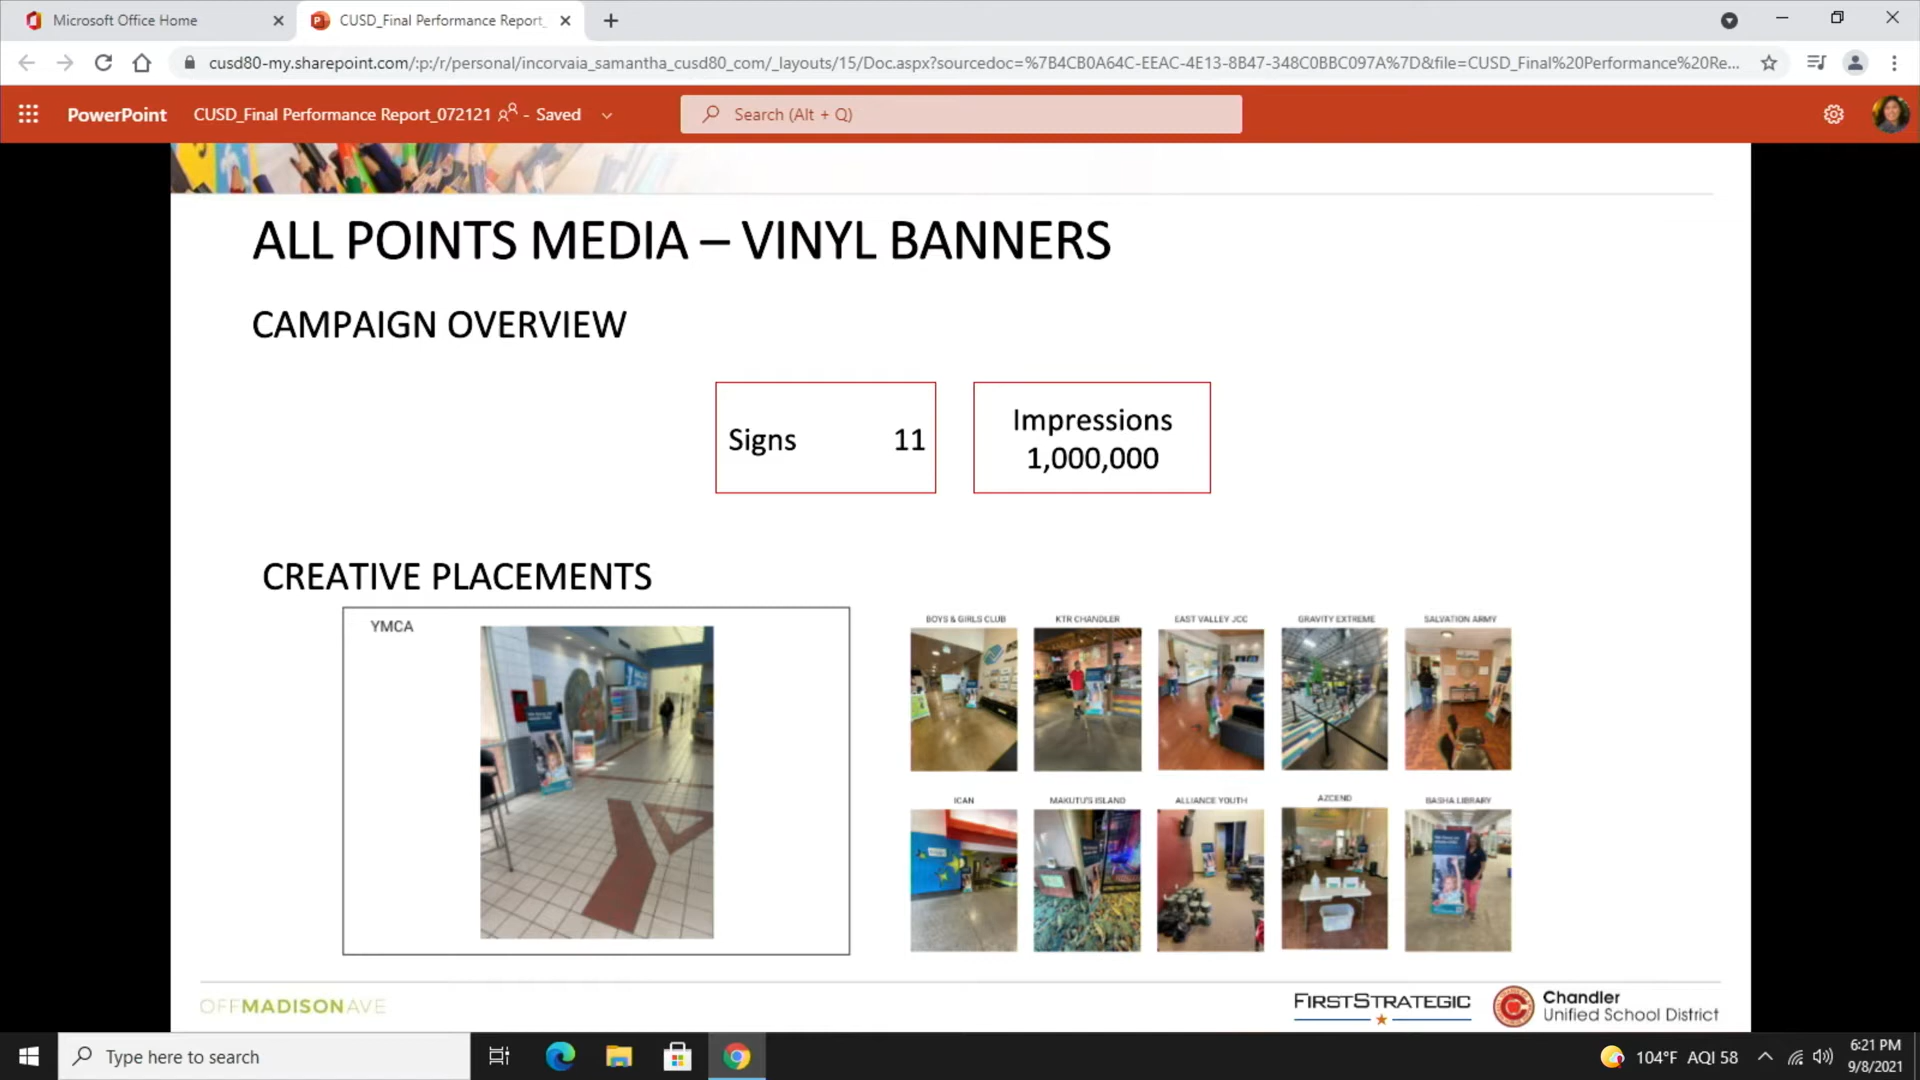 Microsoft Office Home
CUSD_Final Performance Report_
cusd80-my.sharepoint.com/:p:/r/personal/incorvaia_samantha_cusd80_com/_layouts/15/Doc.aspx?sourcedoc=%7B4CB0A64C-EEAC-4E13-8B47-348C0BBC097A%7D&file=CUSD_Final%20Performance%20Re...
PowerPoint
CUSD_Final Performance Report_072121 - Saved
Search (Alt + Q)
ALL POINTS MEDIA – VINYL BANNERS
CAMPAIGN OVERVIEW
Signs 11
Impressions
1,000,000
CREATIVE PLACEMENTS
YMCA
BOYS & GIRLS CLUB
KTR CHANDLER
EAST VALLEY JCC
GRAVITY EXTREME
SALVATION ARMY
ICAN
MAKUTU'S ISLAND
ALLIANCE YOUTH
AZCEND
BASHA LIBRARY
OFFMADISONAVE
FIRSTSTRATEGIC
Chandler
Unified School District
Type here to search
104°F AQI 58
6:21 PM
9/8/2021